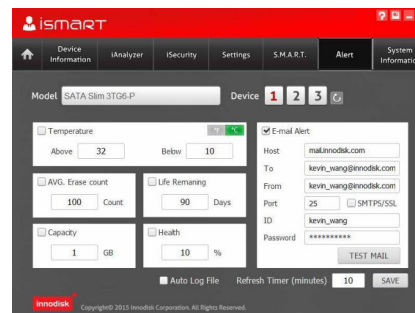 ismart
Device Information
iAnalyzer
iSecurity
Settings
S.M.A.R.T.
Alert
System Informatic
Model SATA Slim 3TG6-P
Device 1 2 3
Temperature
°F °C
Above 32 Below 10
AVG. Erase count
100 Count
Life Remaning
90 Days
Capacity
1 GB
Health
10 %
E-mail Alert
Host mail.innodisk.com
To kevin_wang@innodisk.com
From kevin_wang@innodisk.com
Port 25 SMTPS/SSL
ID kevin_wang
Password **********
TEST MAIL
Auto Log File Refresh Timer (minutes) 10 SAVE
innodisk Copyright© 2015 Innodisk Corporation. All Rights Reserved.